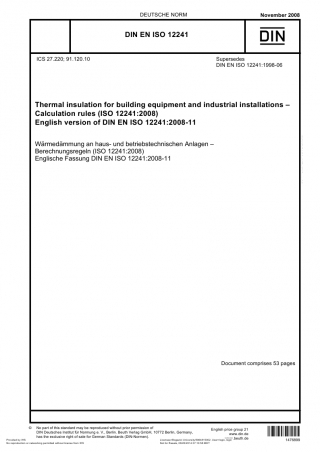 DEUTSCHE NORM
November 2008
DIN EN ISO 12241
DIN
ICS 27.220; 91.120.10
Supersedes
DIN EN ISO 12241:1998-06
Thermal insulation for building equipment and industrial installations –
Calculation rules (ISO 12241:2008)
English version of DIN EN ISO 12241:2008-11
Wärmedämmung an haus- und betriebstechnischen Anlagen –
Berechnungsregeln (ISO 12241:2008)
Englische Fassung DIN EN ISO 12241:2008-11
Document comprises 53 pages
© No part of this standard may be reproduced without prior permission of
DIN Deutsches Institut für Normung e. V., Berlin. Beuth Verlag GmbH, 10772 Berlin, Germany,
has the exclusive right of sale for German Standards (DIN-Normen).
English price group 21
www.din.de
www.beuth.de